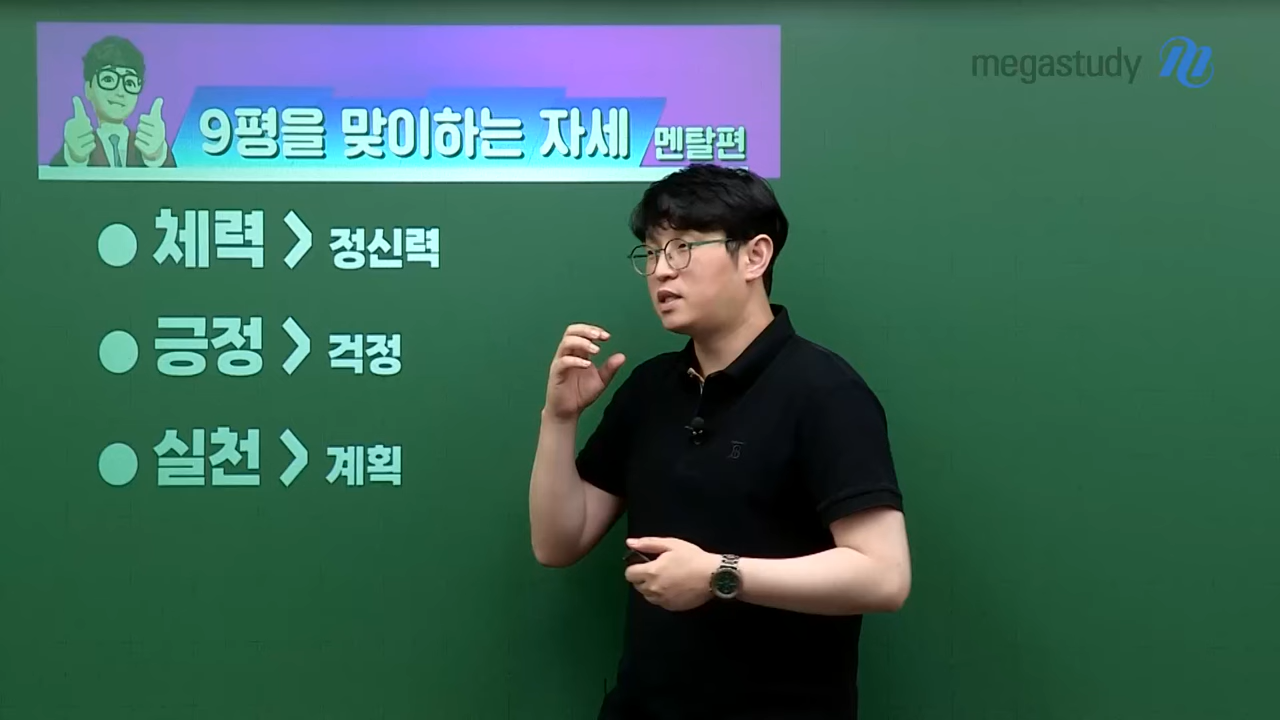 megastudy
9평을 맞이하는 자세 멘탈편
● 체력 > 정신력
● 긍정 > 걱정
● 실천 > 계획